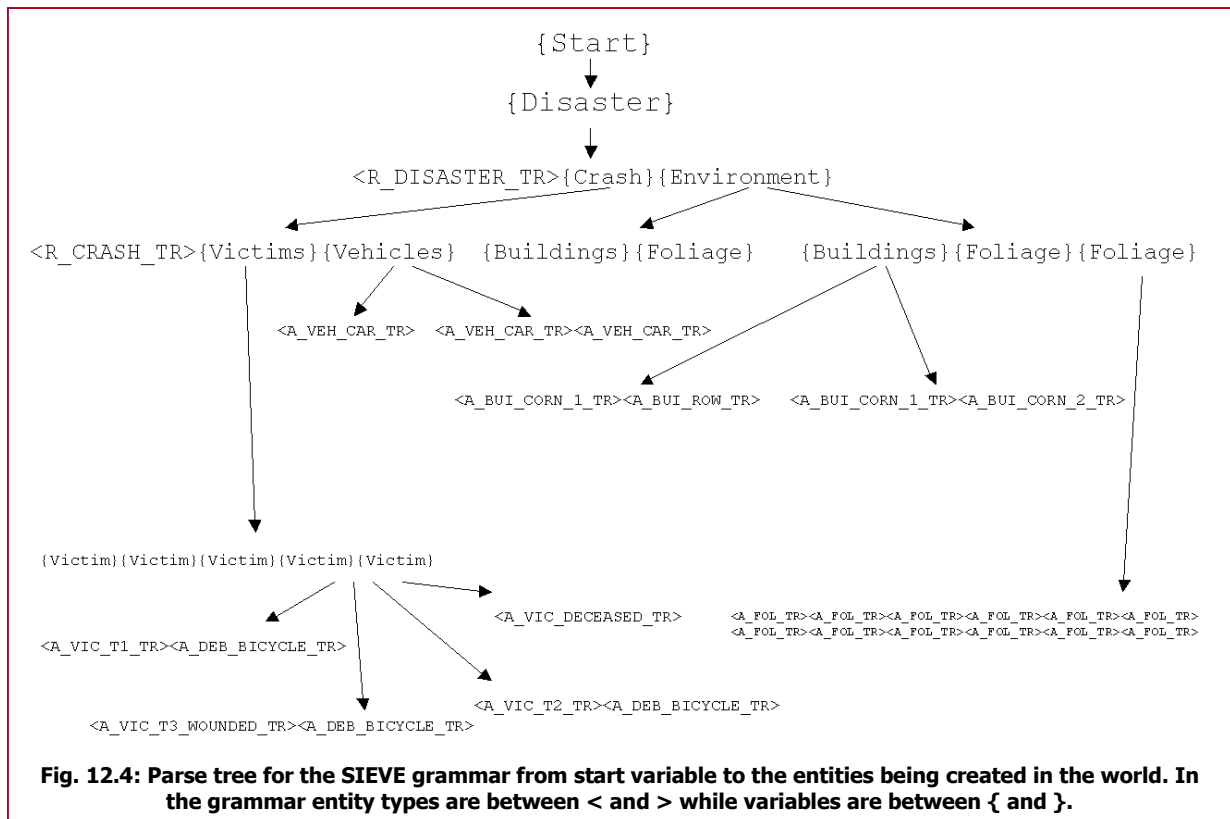 {Start}
{Disaster}
<R_DISASTER_TR>{Crash}{Environment}
<R_CRASH_TR>{Victims}{Vehicles} {Buildings}{Foliage} {Buildings}{Foliage}{Foliage}
<A_VEH_CAR_TR> <A_VEH_CAR_TR><A_VEH_CAR_TR>
<A_BUI_CORN_1_TR><A_BUI_ROW_TR> <A_BUI_CORN_1_TR><A_BUI_CORN_2_TR>
{Victim}{Victim}{Victim}{Victim}{Victim}
<A_VIC_DECEASED_TR> <A_FOL_TR><A_FOL_TR><A_FOL_TR><A_FOL_TR><A_FOL_TR><A_FOL_TR>
<A_FOL_TR><A_FOL_TR><A_FOL_TR><A_FOL_TR><A_FOL_TR><A_FOL_TR>
<A_VIC_T1_TR><A_DEB_BICYCLE_TR>
<A_VIC_T2_TR><A_DEB_BICYCLE_TR>
<A_VIC_T3_WOUNDED_TR><A_DEB_BICYCLE_TR>
Fig. 12.4: Parse tree for the SIEVE grammar from start variable to the entities being created in the world. In
the grammar entity types are between < and > while variables are between { and }.